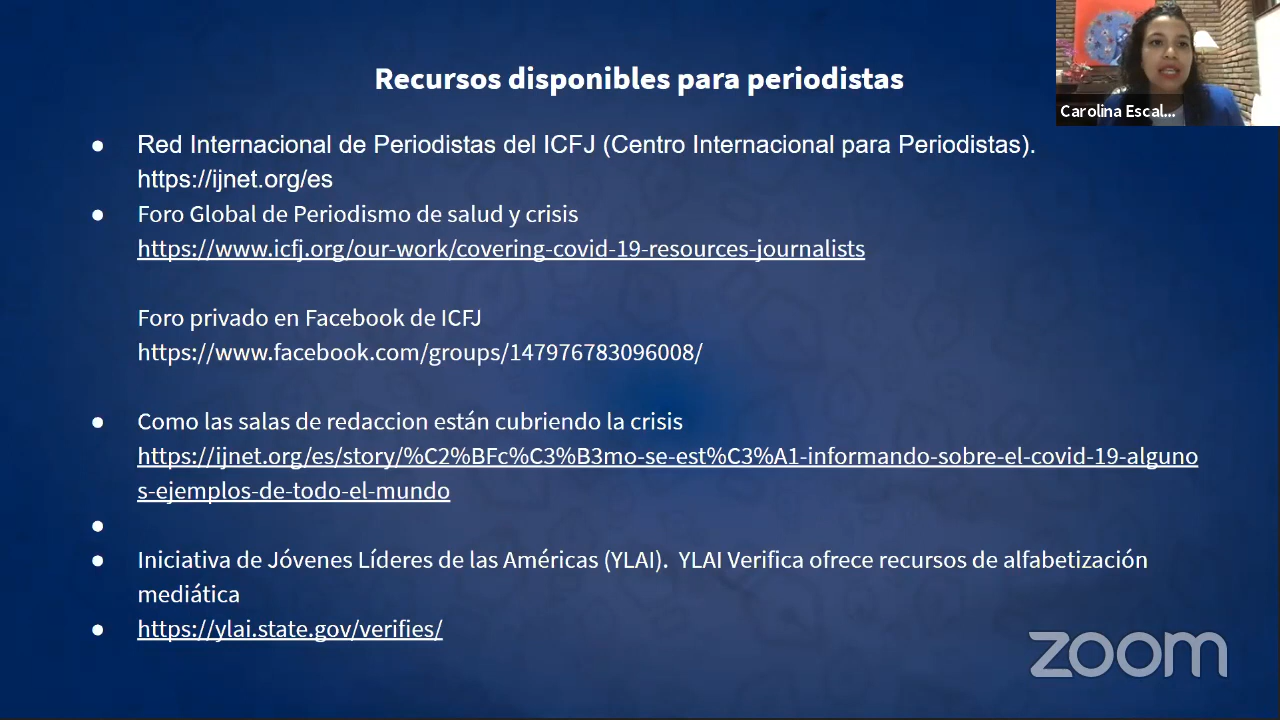 Recursos disponibles para periodistas
Carolina Escal...
● Red Internacional de Periodistas del ICFJ (Centro Internacional para Periodistas).
https://ijnet.org/es
● Foro Global de Periodismo de salud y crisis
https://www.icfj.org/our-work/covering-covid-19-resources-journalists
Foro privado en Facebook de ICFJ
https://www.facebook.com/groups/147976783096008/
● Como las salas de redaccion están cubriendo la crisis
https://ijnet.org/es/story/%C2%BFc%C3%B3mo-se-est%C3%A1-informando-sobre-el-covid-19-alguno
s-ejemplos-de-todo-el-mundo
●
● Iniciativa de Jóvenes Líderes de las Américas (YLAI). YLAI Verifica ofrece recursos de alfabetización
mediática
● https://ylai.state.gov/verifies/
zoom